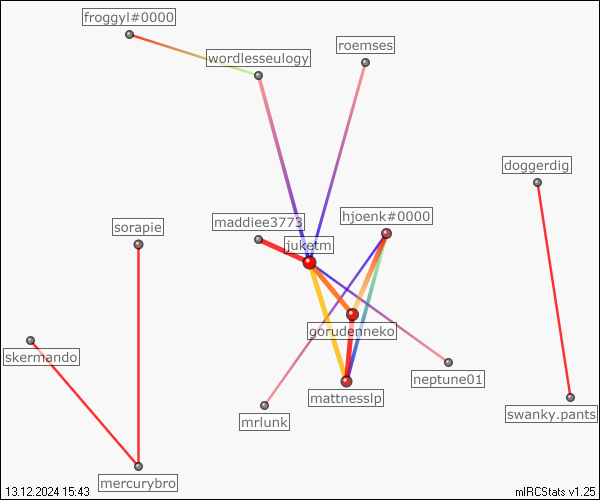 froggyl#0000
roemses
wordlesseulogy
doggerdig
hjoenk#0000
maddiee3773
sorapie
juketm
gorudenneko
skermando
neptune01
mattnesslp
swanky.pants
mrlunk
mercurybro
13.12.2024 15:43
mIRCStats v1.25